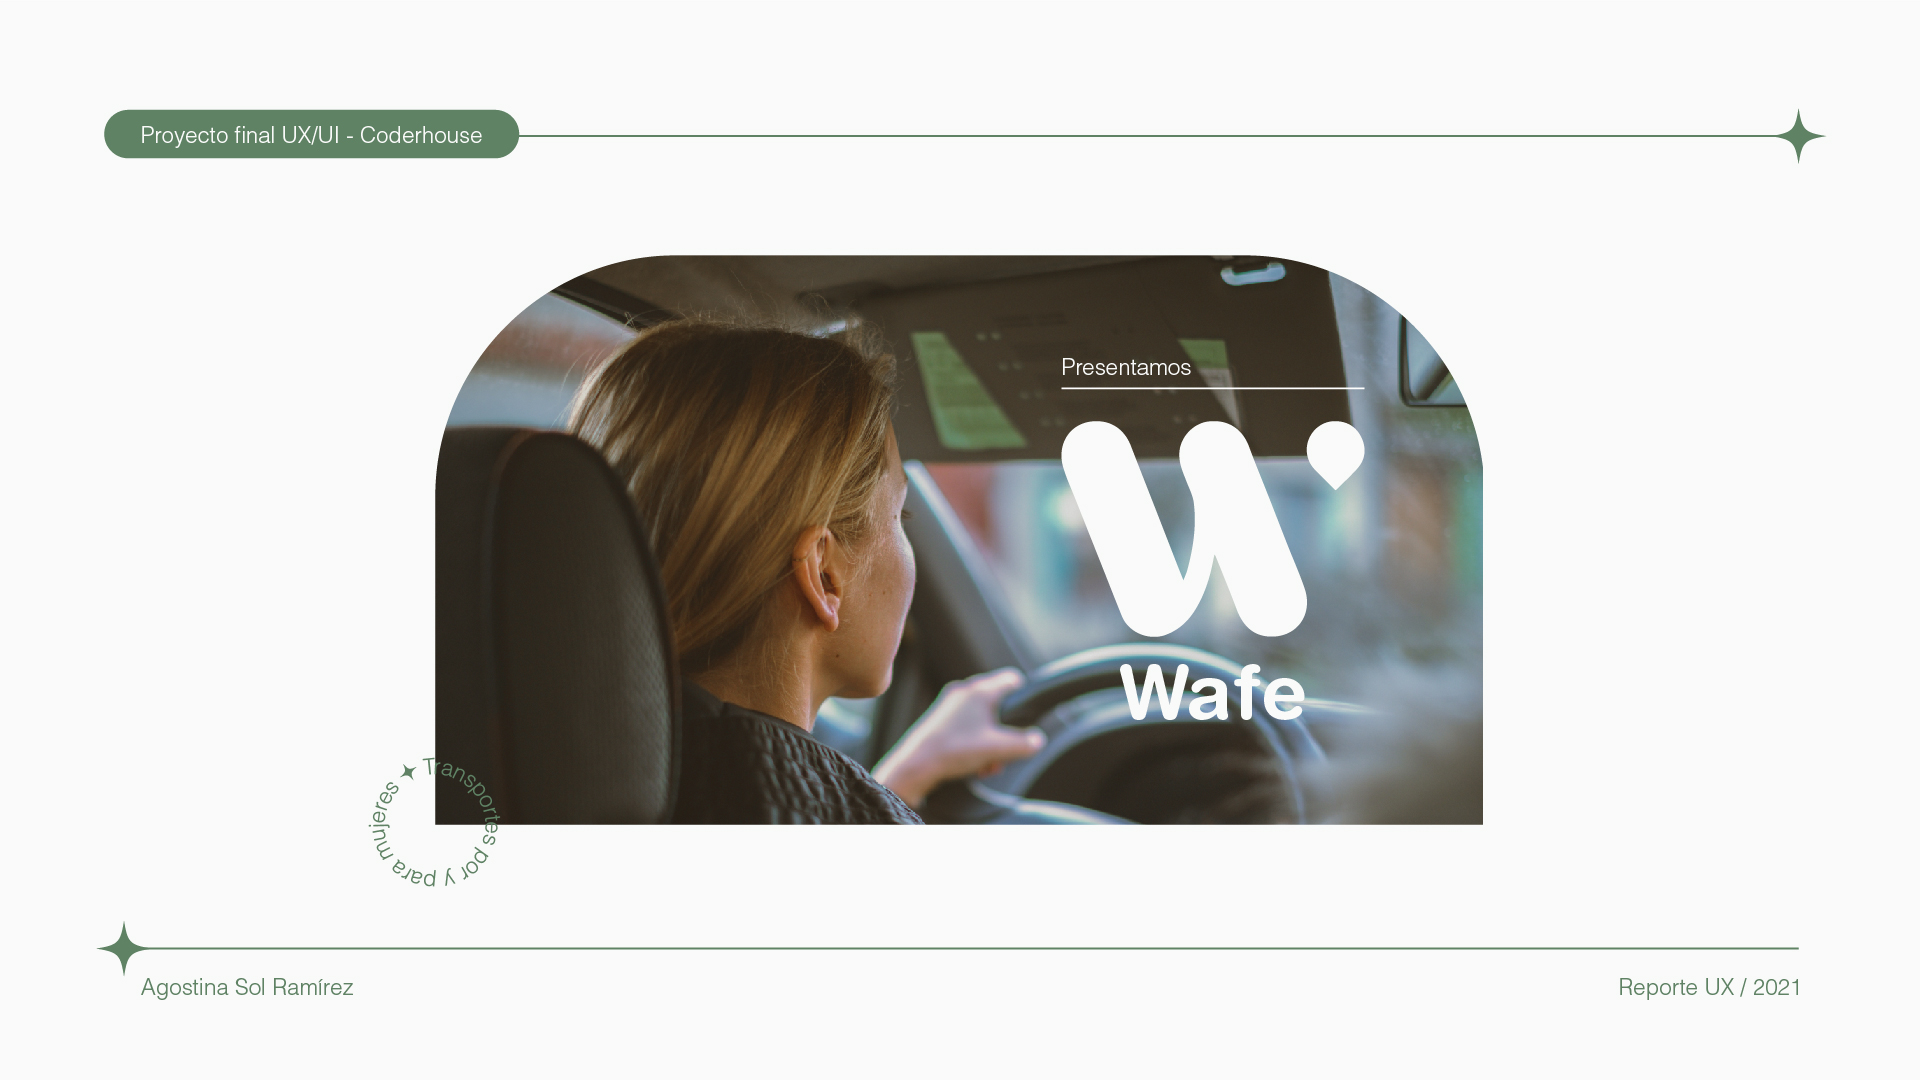 Proyecto final UX/UI - Coderhouse
Presentamos
W
Wafe
Transportes por y para mujeres
Agostina Sol Ramírez
Reporte UX / 2021